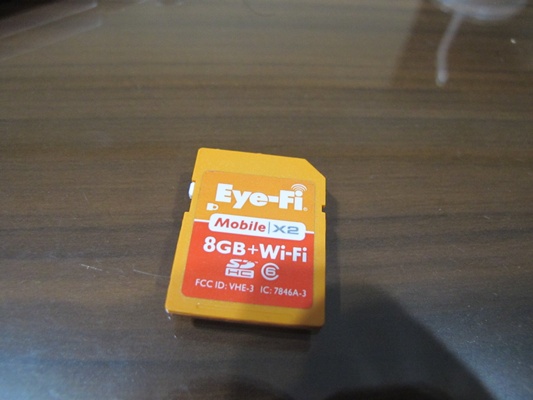 Eye-Fi®
Mobile X2
8GB+Wi-Fi
SD HC 6
FCC ID: VHE-3 IC: 7846A-3